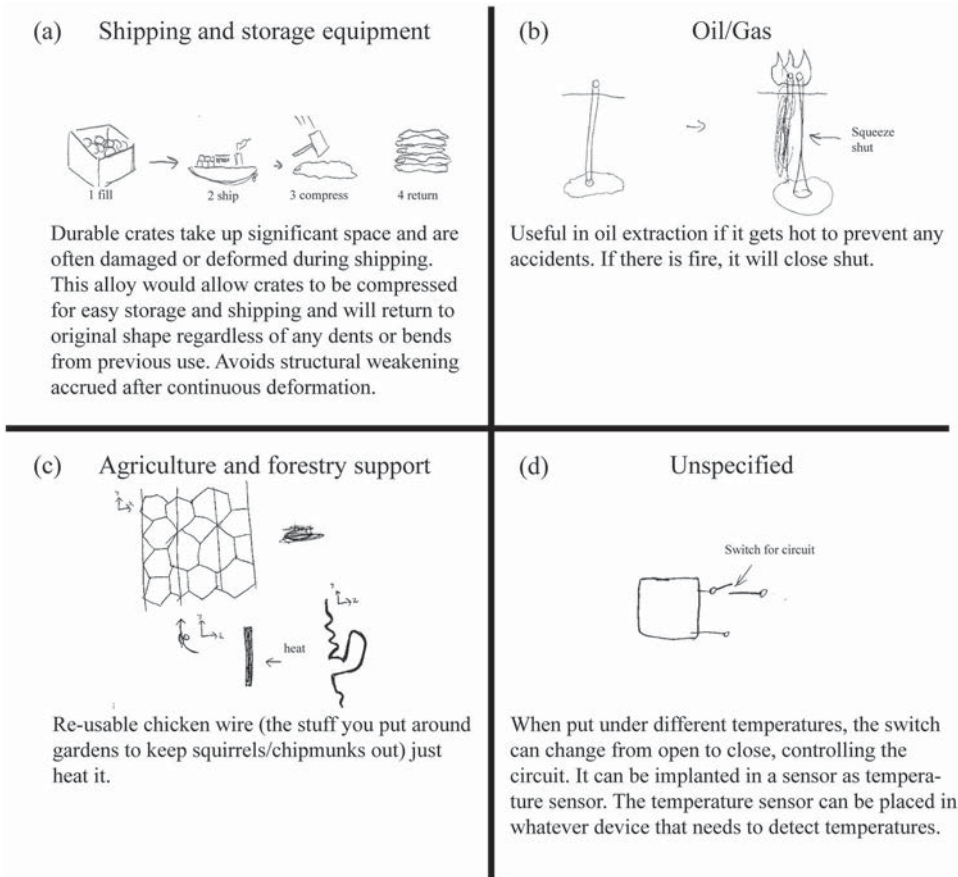 (a) Shipping and storage equipment
1 fill
2 ship
3 compress
4 return
Durable crates take up significant space and are
often damaged or deformed during shipping.
This alloy would allow crates to be compressed
for easy storage and shipping and will return to
original shape regardless of any dents or bends
from previous use. Avoids structural weakening
accrued after continuous deformation.
(b) Oil/Gas
Squeeze
shut
Useful in oil extraction if it gets hot to prevent any
accidents. If there is fire, it will close shut.
(c) Agriculture and forestry support
heat
Re-usable chicken wire (the stuff you put around
gardens to keep squirrels/chipmunks out) just
heat it.
(d) Unspecified
Switch for circuit
When put under different temperatures, the switch
can change from open to close, controlling the
circuit. It can be implanted in a sensor as tempera-
ture sensor. The temperature sensor can be placed in
whatever device that needs to detect temperatures.